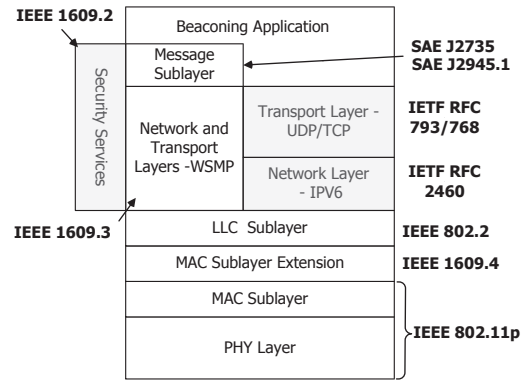 IEEE 1609.2
Beaconing Application
Message
Sublayer
SAE J2735
SAE J2945.1
Security Services
Network and
Transport
Layers -WSMP
Transport Layer -
UDP/TCP
IETF RFC
793/768
Network Layer
- IPV6
IETF RFC
2460
IEEE 1609.3
LLC Sublayer
IEEE 802.2
MAC Sublayer Extension
IEEE 1609.4
MAC Sublayer
IEEE 802.11p
PHY Layer